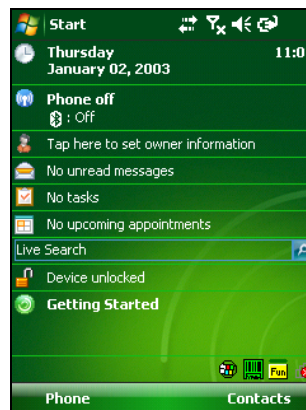 Start
Thursday 11:0
January 02, 2003
Phone off
: Off
Tap here to set owner information
No unread messages
No tasks
No upcoming appointments
Live Search
Device unlocked
Getting Started
Fun
Phone Contacts